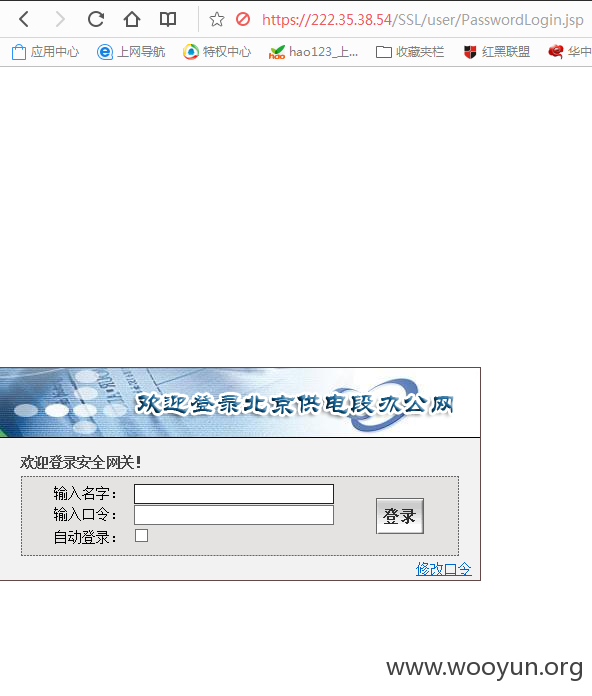 https://222.35.38.54/SSL/user/PasswordLogin.jsp
应用中心 上网导航 特权中心 hao123_上... 收藏夹栏 红黑联盟 华中
欢迎登录北京供电段办公网
欢迎登录安全网关!
输入名字:
输入口令:
登录
自动登录:
修改口令
www.wooyun.org